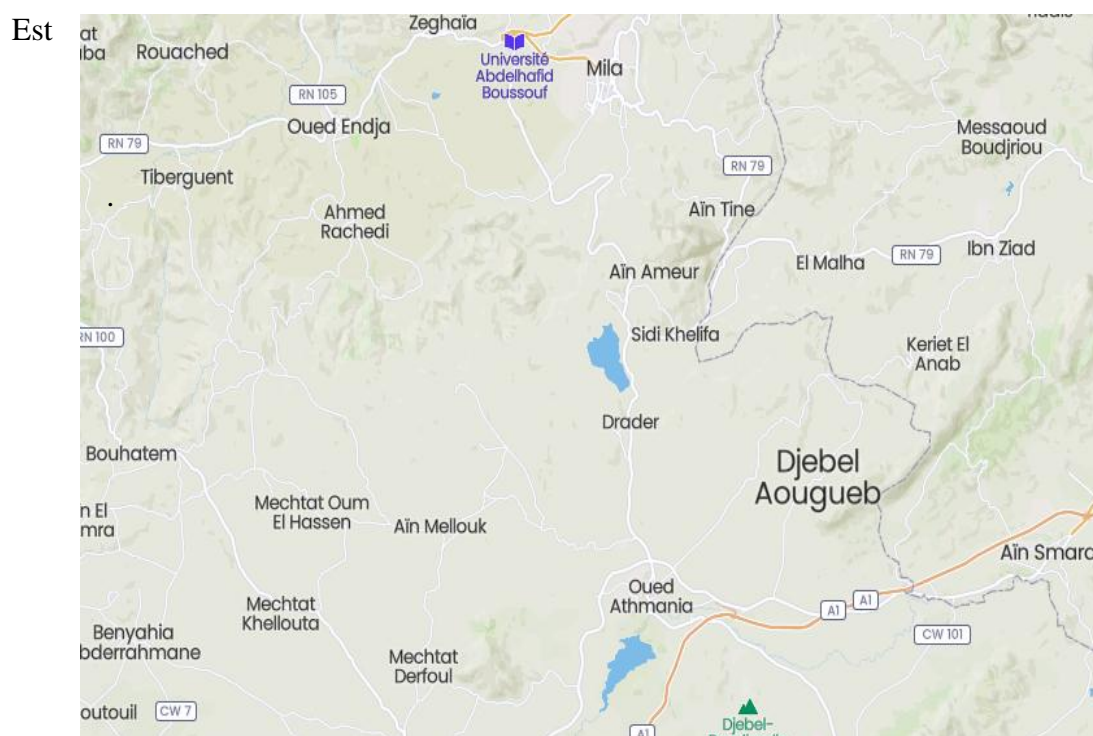 Est
Zeghaïa
Rouached
Université
Abdelhafid
Boussouf
Mila
RN 105
Oued Endja
RN 79
Messaoud
Boudjriou
Tiberguent
RN 79
.
Ahmed
Rachedi
Aïn Tine
Aïn Ameur
El Malha
RN 79
Ibn Ziad
Sidi Khelifa
RN 100
Keriet El
Anab
Drader
Bouhatem
Djebel
Aougueb
Mechtat Oum
El Hassen
Aïn Mellouk
Aïn Smara
Oued
Athmania
A1
A1
Mechtat
Khellouta
Benyahia
bderrahmane
CW 101
Mechtat
Derfoul
outouil
CW 7
A1
Djebel-